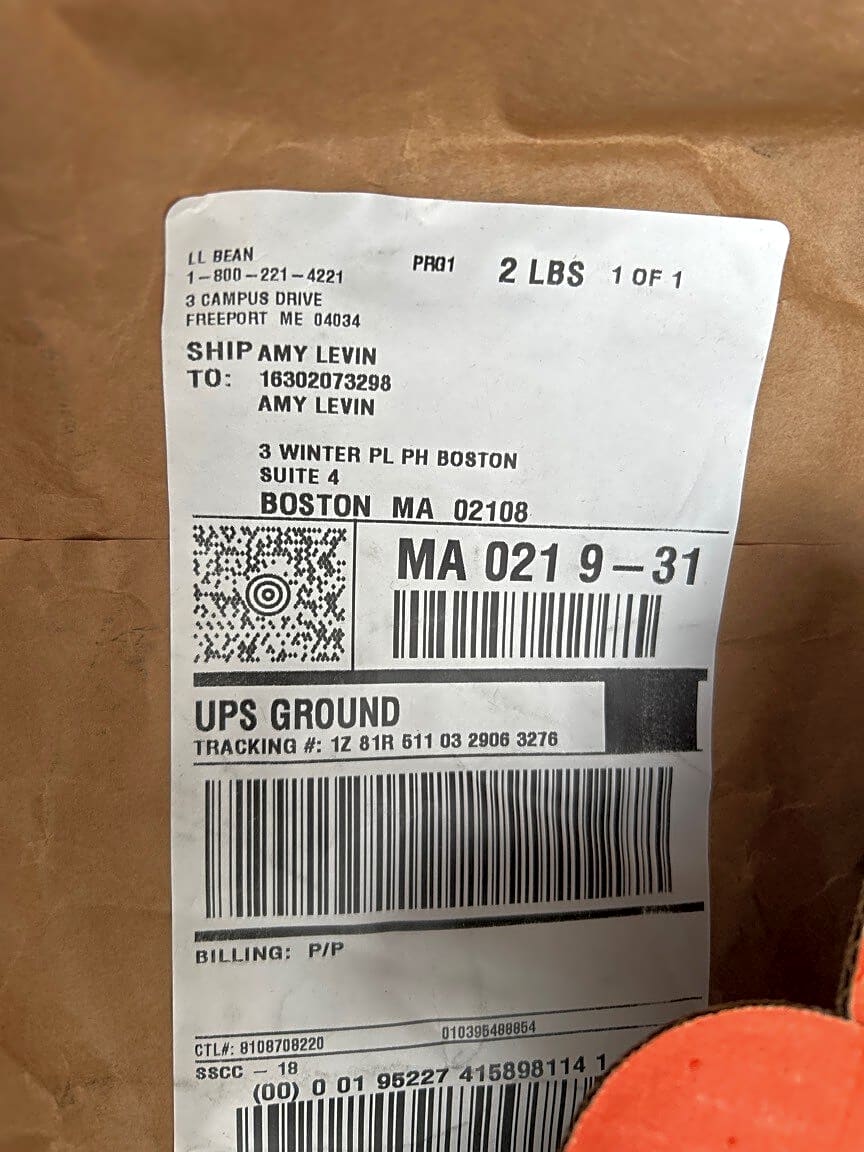 LL BEAN
1-800-221-4221
3 CAMPUS DRIVE
FREEPORT ME 04034
PRG1
2 LBS
1 OF 1
SHIP TO:
AMY LEVIN
16302073298
AMY LEVIN
3 WINTER PL PH BOSTON
SUITE 4
BOSTON MA 02108
MA 021 9-31
UPS GROUND
TRACKING #: 1Z 81R 511 03 2906 3276
BILLING: P/P
CTL#: 8108708220
010395488854
SSCC - 18
(00) 0 01 95227 415898114 1